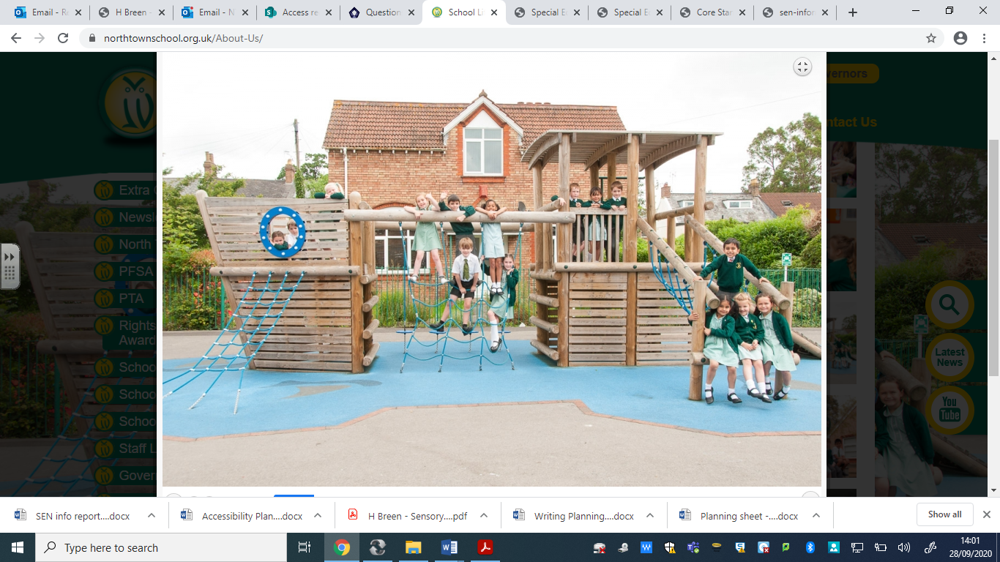 Email - R
H Breen -
Email - N
Access re
Question
School Li
Special E
Special E
Core Stan
sen-infor
northtownschool.org.uk/About-Us/
vernors
ntact Us
Extra
Newsl
North
PFSA
PTA
Rights
Award
Schoo
Schoo
Schoo
Staff L
Gover
Latest
News
You
Tube
SEN info report....docx
Accessibility Plan....docx
H Breen - Sensory....pdf
Writing Planning....docx
Planning sheet -....docx
Show all
Type here to search
14:01
28/09/2020